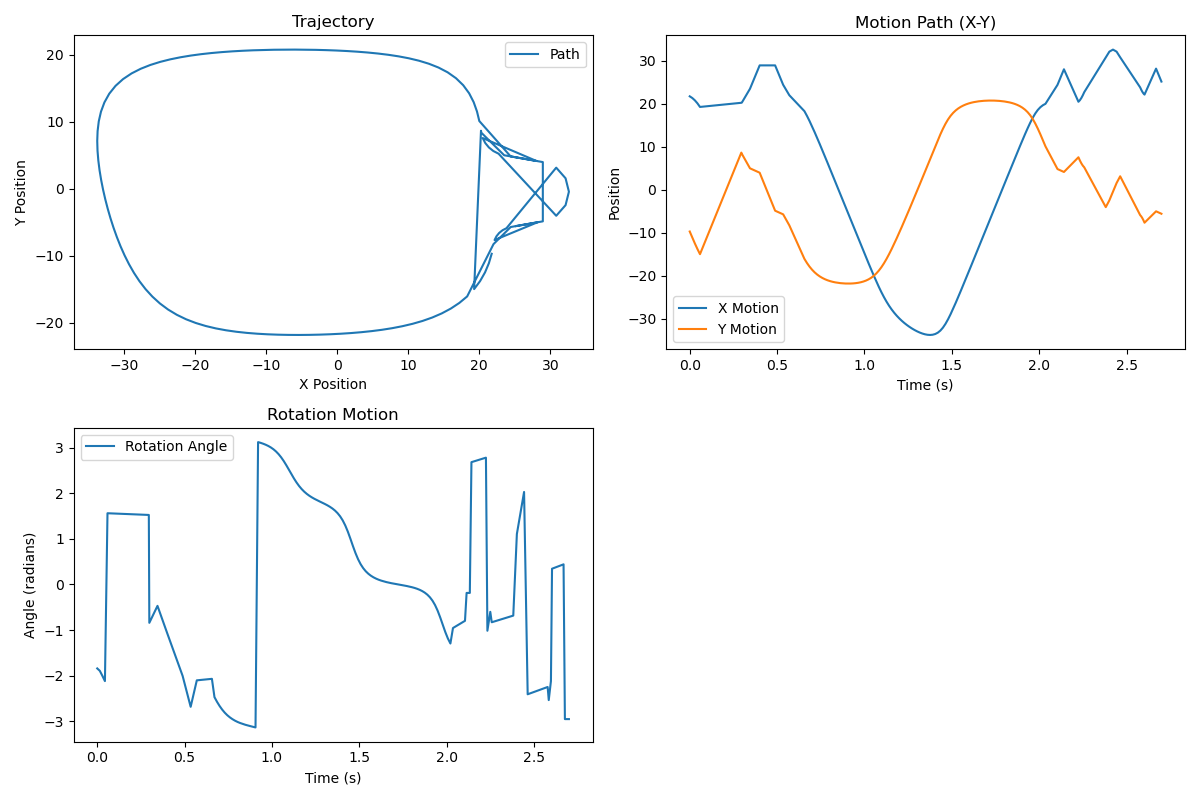 Trajectory
Path
20
10
0
−10
−20
Y Position
−30
−20
−10
0
10
20
30
X Position
Motion Path (X-Y)
30
20
10
0
−10
−20
−30
Position
X Motion
Y Motion
0.0
0.5
1.0
1.5
2.0
2.5
Time (s)
Rotation Motion
Rotation Angle
3
2
1
0
−1
−2
−3
Angle (radians)
0.0
0.5
1.0
1.5
2.0
2.5
Time (s)